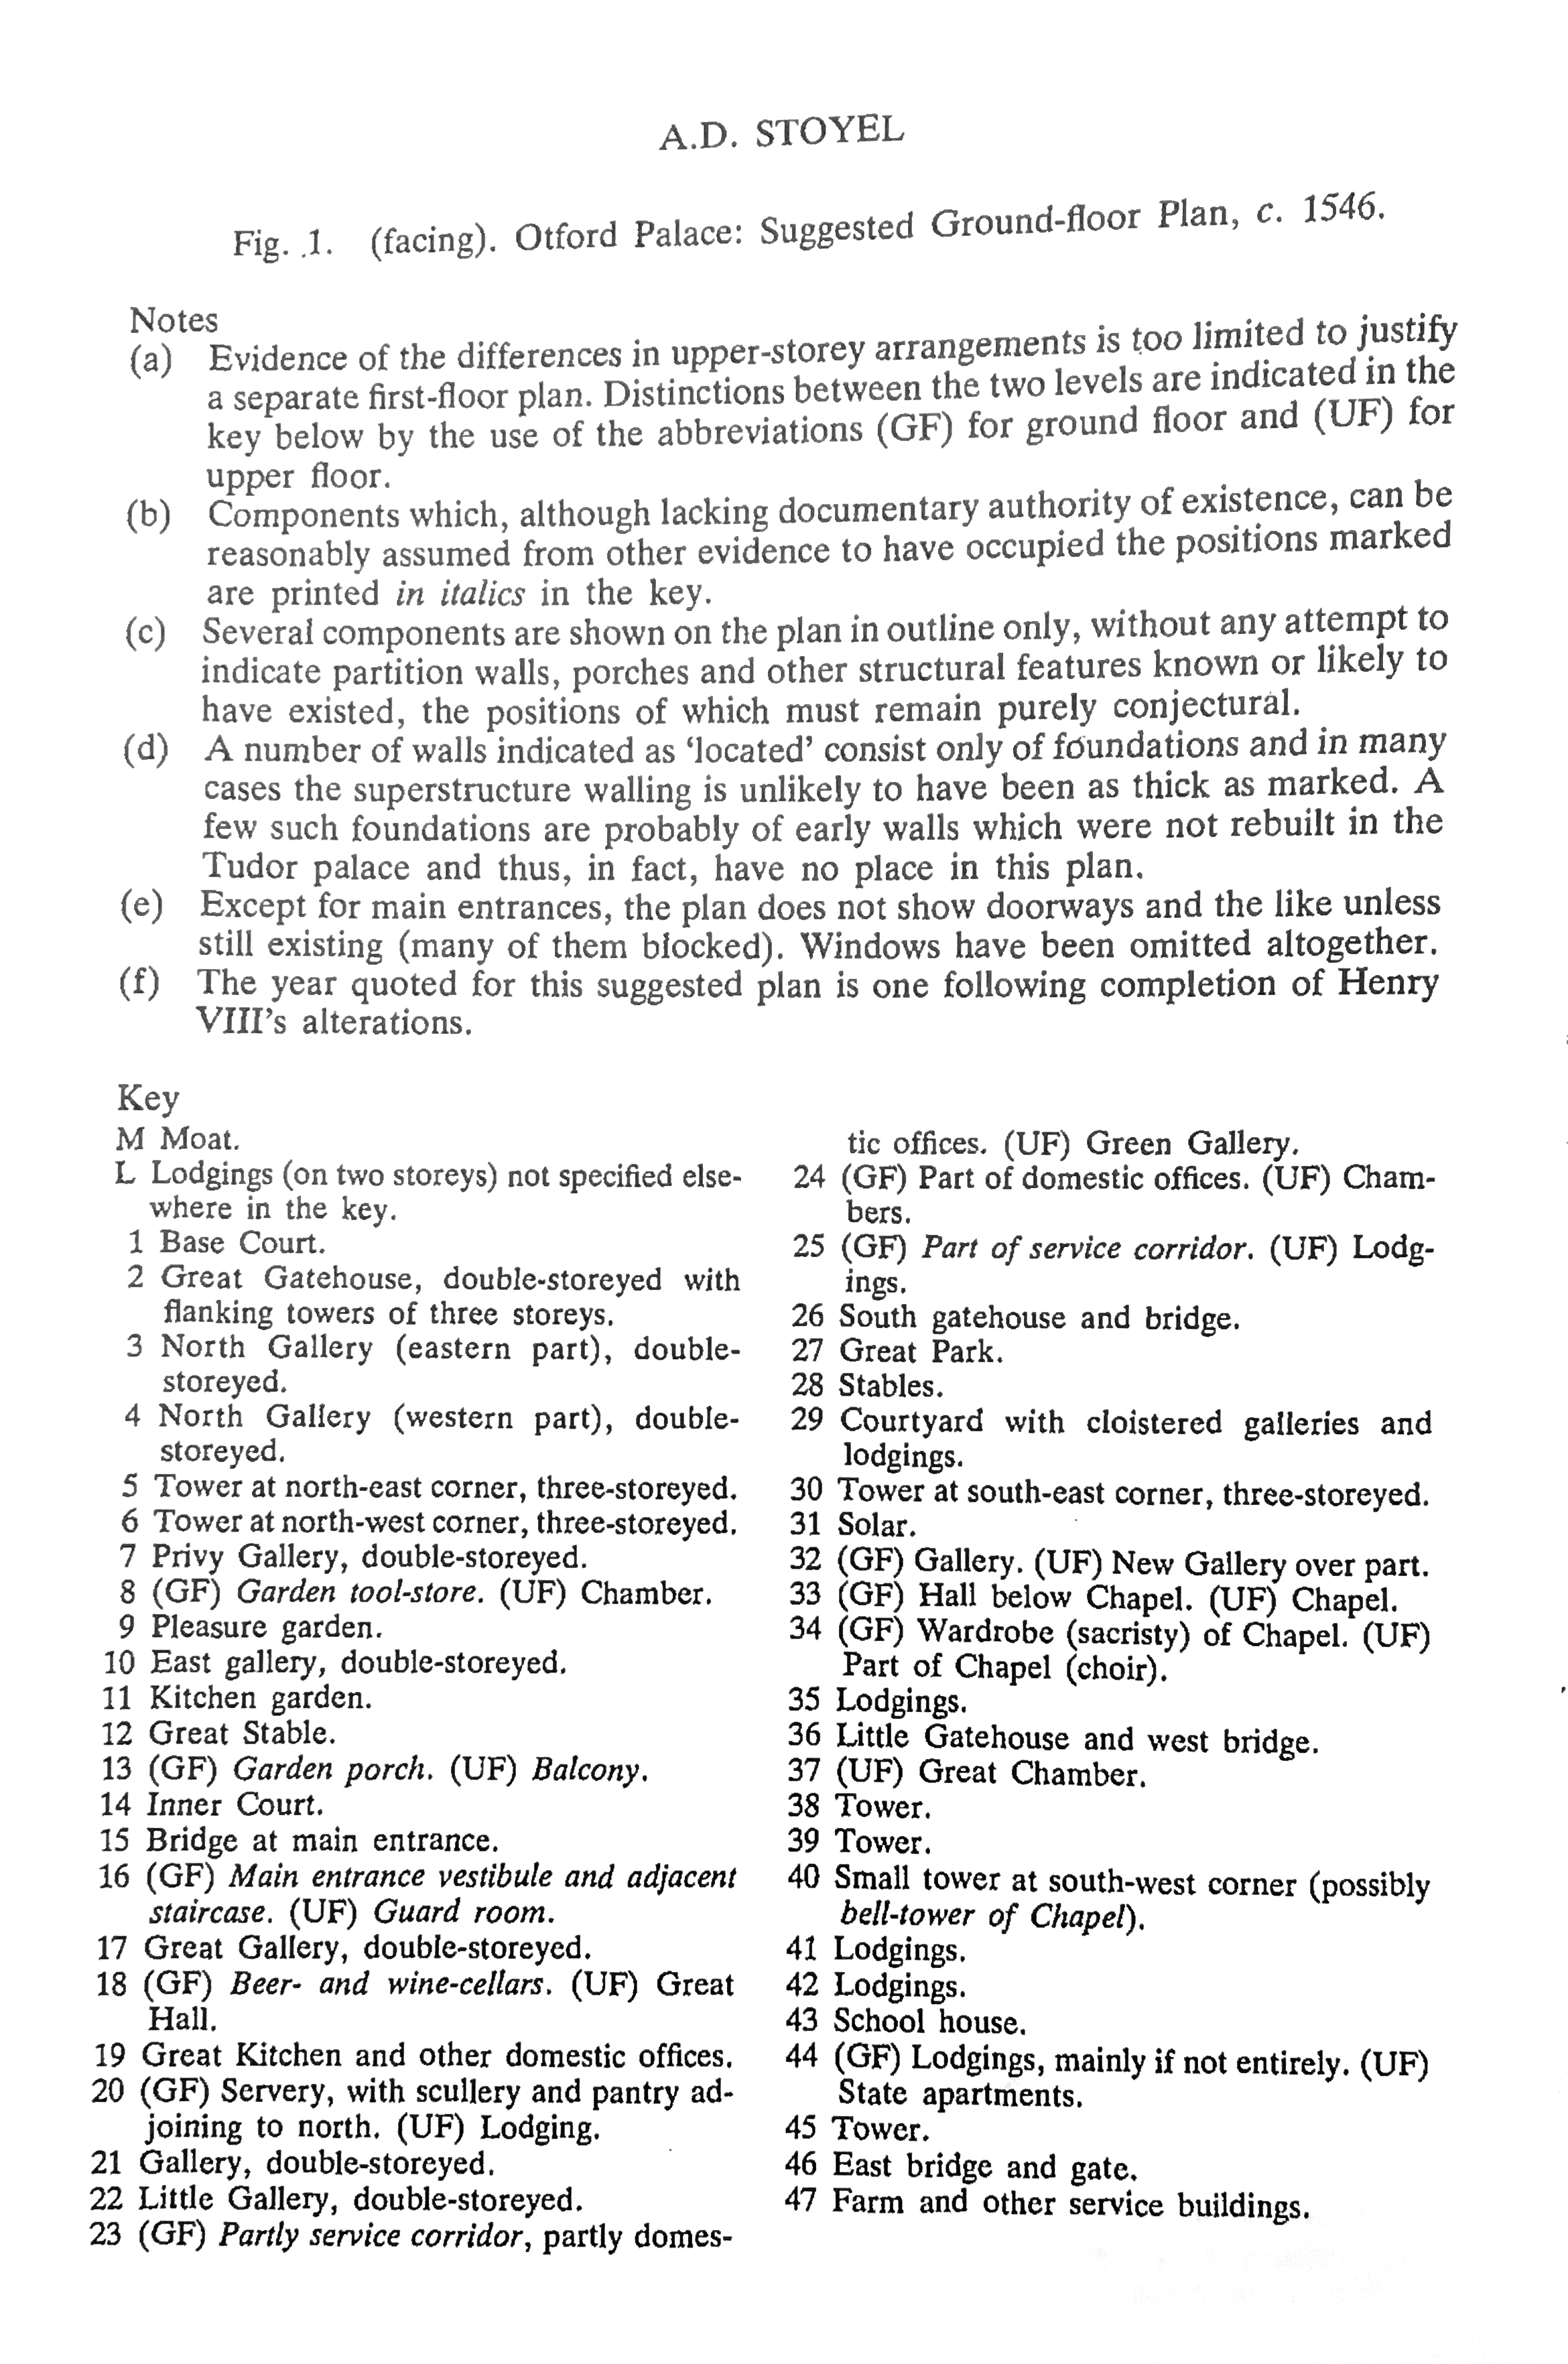 A.D. STOYEL
Fig. 1. (facing). Otford Palace: Suggested Ground-floor Plan, c. 1546.
Notes
(a) Evidence of the differences in upper-storey arrangements is too limited to justify
a separate first-floor plan. Distinctions between the two levels are indicated in the
key below by the use of the abbreviations (GF) for ground floor and (UF) for
upper floor.
(b) Components which, although lacking documentary authority of existence, can be
reasonably assumed from other evidence to have occupied the positions marked
are printed in italics in the key.
(c) Several components are shown on the plan in outline only, without any attempt to
indicate partition walls, porches and other structural features known or likely to
have existed, the positions of which must remain purely conjectural.
(d) A number of walls indicated as ‘located’ consist only of foundations and in many
cases the superstructure walling is unlikely to have been as thick as marked. A
few such foundations are probably of early walls which were not rebuilt in the
Tudor palace and thus, in fact, have no place in this plan.
(e) Except for main entrances, the plan does not show doorways and the like unless
still existing (many of them blocked). Windows have been omitted altogether.
(f) The year quoted for this suggested plan is one following completion of Henry
VIII’s alterations.
Key
M Moat.
L Lodgings (on two storeys) not specified else-
where in the key.
1 Base Court.
2 Great Gatehouse, double-storeyed with
flanking towers of three storeys.
3 North Gallery (eastern part), double-
storeyed.
4 North Gallery (western part), double-
storeyed.
5 Tower at north-east corner, three-storeyed.
6 Tower at north-west corner, three-storeyed.
7 Privy Gallery, double-storeyed.
8 (GF) Garden tool-store. (UF) Chamber.
9 Pleasure garden.
10 East gallery, double-storeyed.
11 Kitchen garden.
12 Great Stable.
13 (GF) Garden porch. (UF) Balcony.
14 Inner Court.
15 Bridge at main entrance.
16 (GF) Main entrance vestibule and adjacent
staircase. (UF) Guard room.
17 Great Gallery, double-storeyed.
18 (GF) Beer- and wine-cellars. (UF) Great
Hall.
19 Great Kitchen and other domestic offices.
20 (GF) Servery, with scullery and pantry ad-
joining to north. (UF) Lodging.
21 Gallery, double-storeyed.
22 Little Gallery, double-storeyed.
23 (GF) Partly service corridor, partly domes-
tic offices. (UF) Green Gallery.
24 (GF) Part of domestic offices. (UF) Cham-
bers.
25 (GF) Part of service corridor. (UF) Lodg-
ings.
26 South gatehouse and bridge.
27 Great Park.
28 Stables.
29 Courtyard with cloistered galleries and
lodgings.
30 Tower at south-east corner, three-storeyed.
31 Solar.
32 (GF) Gallery. (UF) New Gallery over part.
33 (GF) Hall below Chapel. (UF) Chapel.
34 (GF) Wardrobe (sacristy) of Chapel. (UF)
Part of Chapel (choir).
35 Lodgings.
36 Little Gatehouse and west bridge.
37 (UF) Great Chamber.
38 Tower.
39 Tower.
40 Small tower at south-west corner (possibly
bell-tower of Chapel).
41 Lodgings.
42 Lodgings.
43 School house.
44 (GF) Lodgings, mainly if not entirely. (UF)
State apartments.
45 Tower.
46 East bridge and gate.
47 Farm and other service buildings.